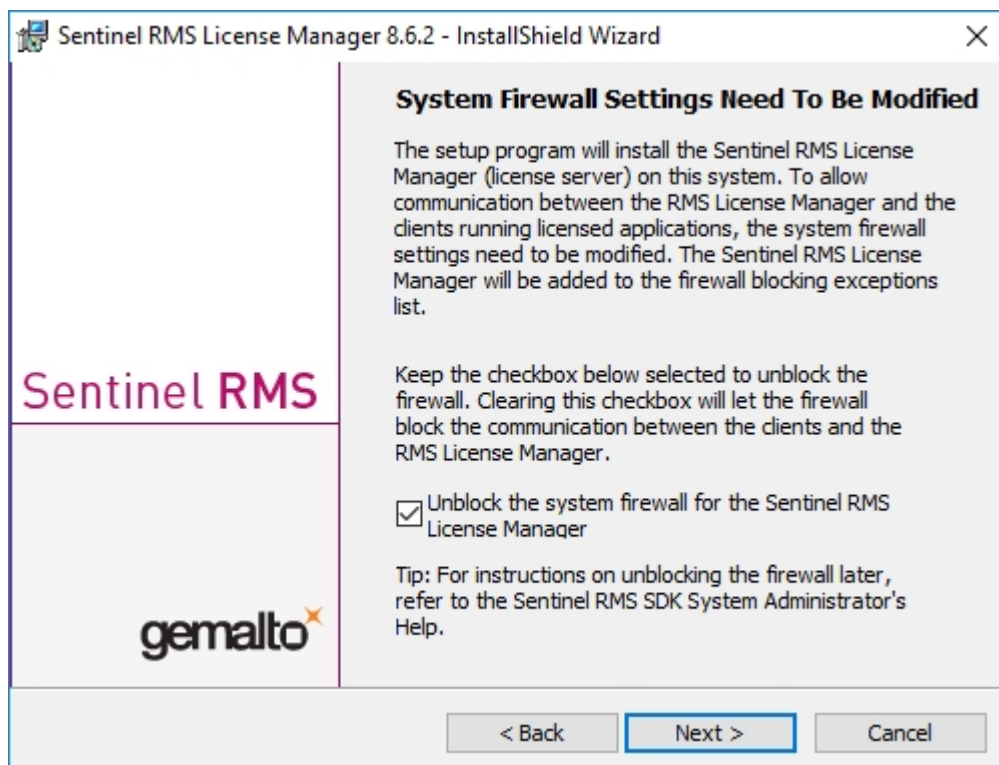 Sentinel RMS License Manager 8.6.2 - InstallShield Wizard
System Firewall Settings Need To Be Modified
The setup program will install the Sentinel RMS License
Manager (license server) on this system. To allow
communication between the RMS License Manager and the
clients running licensed applications, the system firewall
settings need to be modified. The Sentinel RMS License
Manager will be added to the firewall blocking exceptions
list.
Keep the checkbox below selected to unblock the
firewall. Clearing this checkbox will let the firewall
block the communication between the clients and the
RMS License Manager.
Unblock the system firewall for the Sentinel RMS
License Manager
Tip: For instructions on unblocking the firewall later,
refer to the Sentinel RMS SDK System Administrator's
Help.
Sentinel RMS
gemalto
< Back
Next >
Cancel